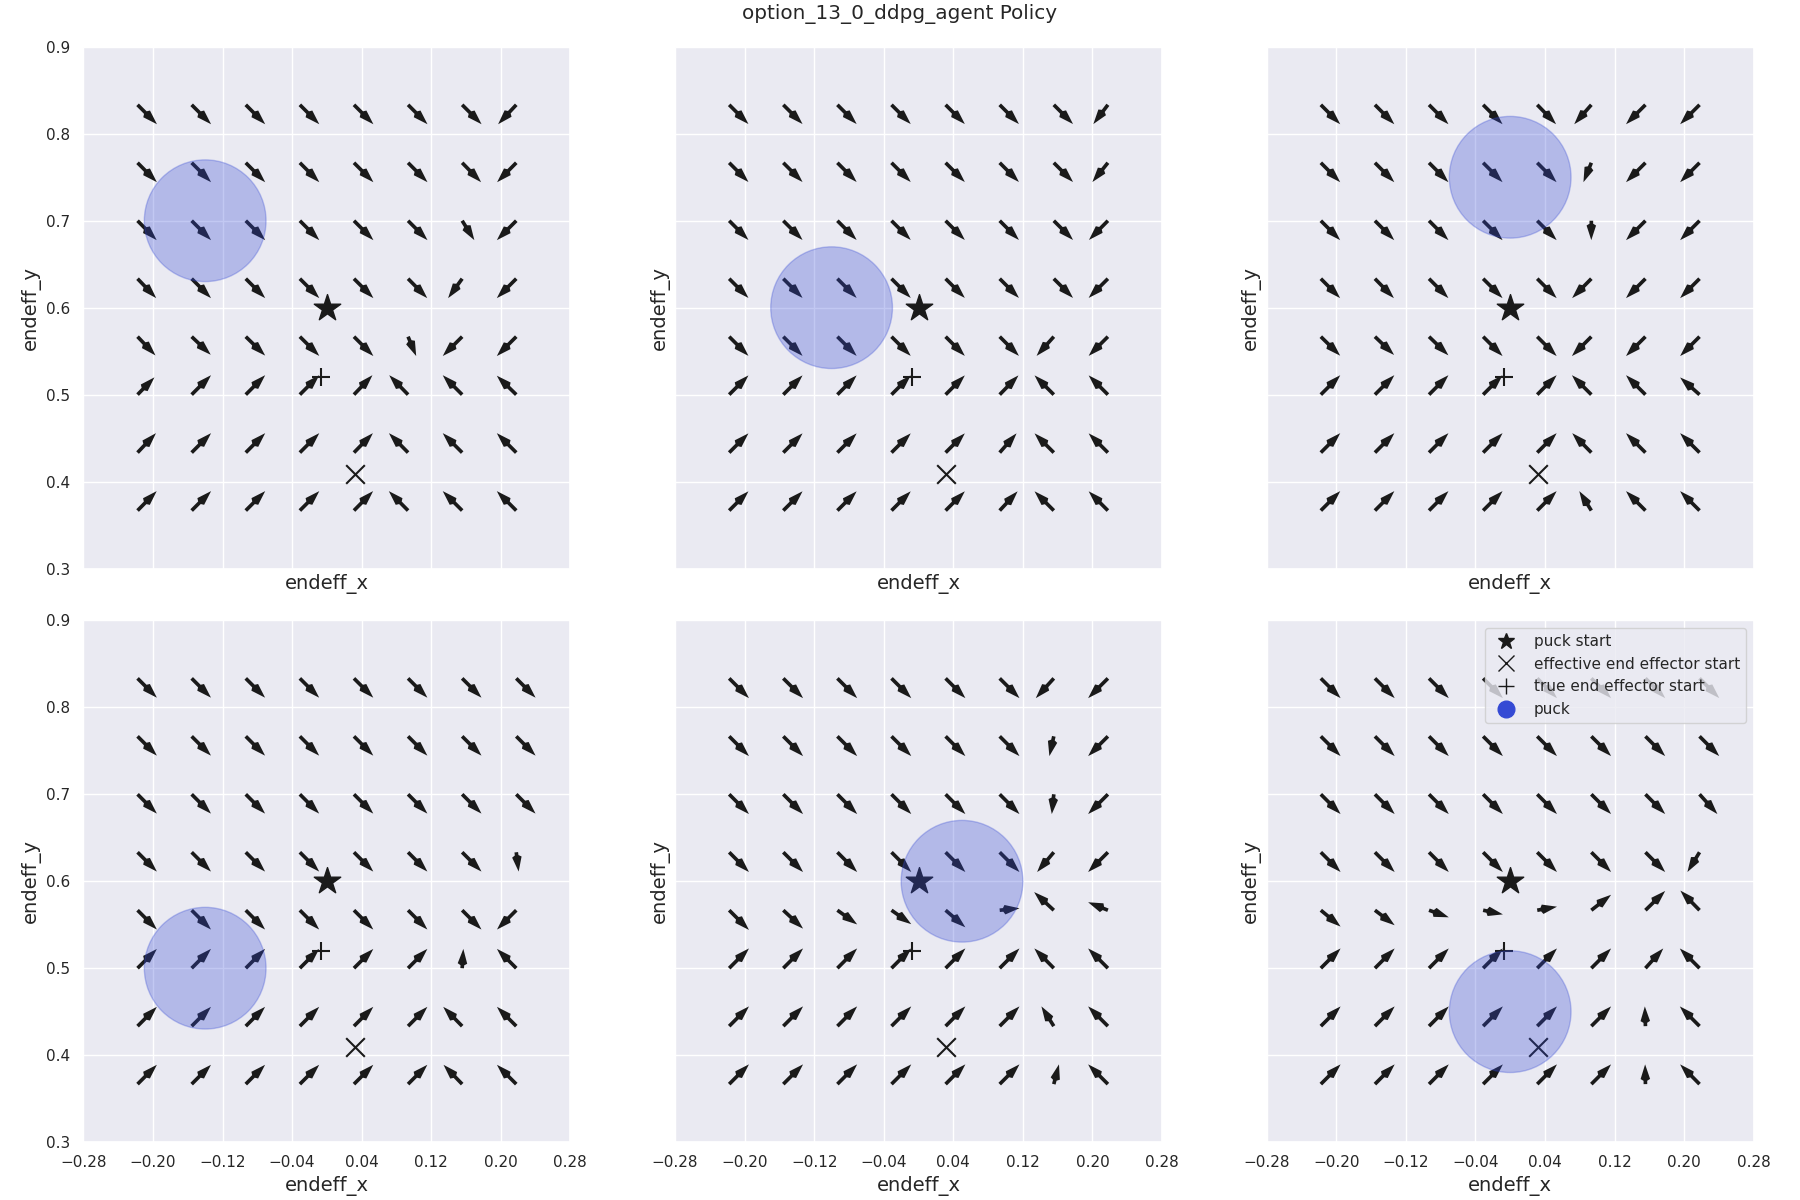 option_13_0_ddpg_agent Policy
0.9
0.8
0.7
0.6
0.5
0.4
0.3
endeff_y
endeff_x
endeff_y
endeff_x
endeff_y
endeff_x
0.9
0.8
0.7
0.6
0.5
0.4
0.3
endeff_y
−0.28 −0.20 −0.12 −0.04 0.04 0.12 0.20 0.28
endeff_x
endeff_y
−0.28 −0.20 −0.12 −0.04 0.04 0.12 0.20 0.28
endeff_x
puck start
effective end effector start
true end effector start
puck
endeff_y
−0.28 −0.20 −0.12 −0.04 0.04 0.12 0.20 0.28
endeff_x